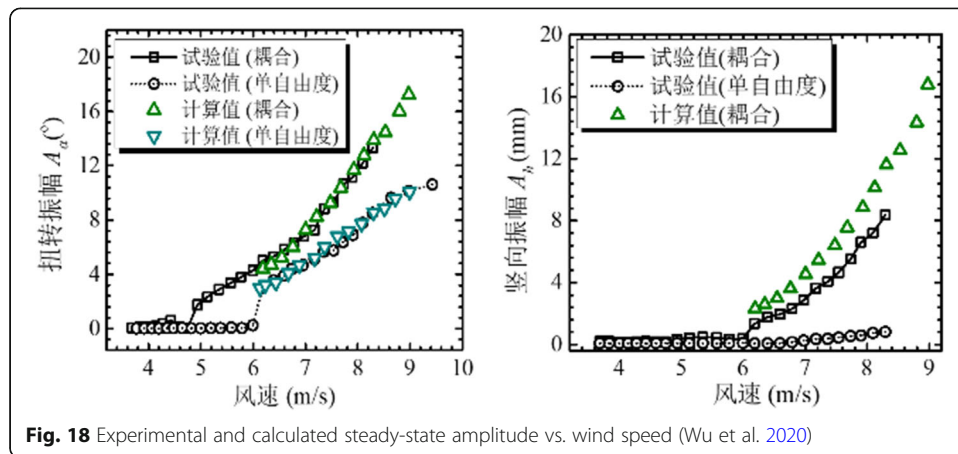 20
16
12
8
4
0
扭转振幅 Aα(°)
试验值 (耦合)
试验值 (单自由度)
计算值 (耦合)
计算值 (单自由度)
4 5 6 7 8 9 10
风速 (m/s)
20
16
12
8
4
0
竖向振幅 Ah (mm)
试验值(耦合)
试验值(单自由度)
计算值(耦合)
4 5 6 7 8 9
风速 (m/s)
Fig. 18 Experimental and calculated steady-state amplitude vs. wind speed (Wu et al. 2020)